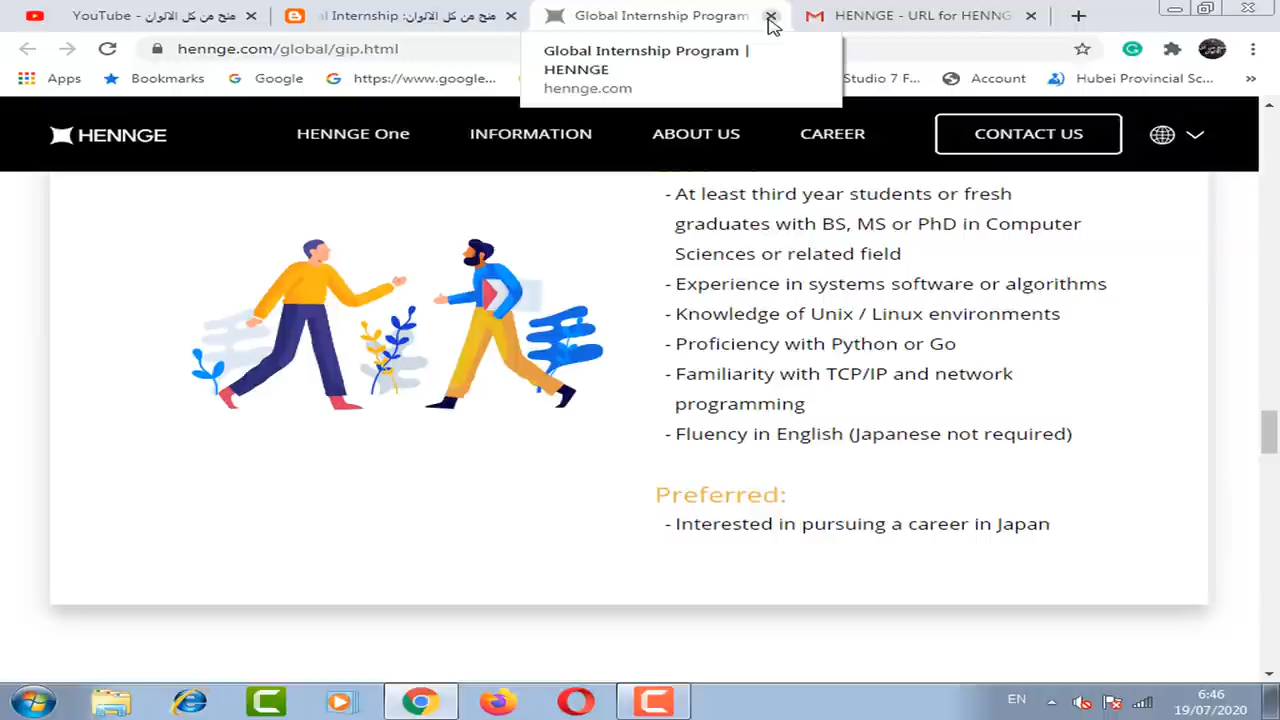 منح من كل الالوان - YouTube
منح من كل الالوان: al Internship
Global Internship Program
HENNGE - URL for HENNG
hennge.com/global/gip.html
Global Internship Program |
HENNGE
hennge.com
Apps
Bookmarks
Google
https://www.google...
Studio 7 F...
Account
Hubei Provincial Sc...
»
HENNGE
HENNGE One
INFORMATION
ABOUT US
CAREER
CONTACT US
- At least third year students or fresh
graduates with BS, MS or PhD in Computer
Sciences or related field
- Experience in systems software or algorithms
- Knowledge of Unix / Linux environments
- Proficiency with Python or Go
- Familiarity with TCP/IP and network
programming
- Fluency in English (Japanese not required)
Preferred:
- Interested in pursuing a career in Japan
EN
6:46
19/07/2020